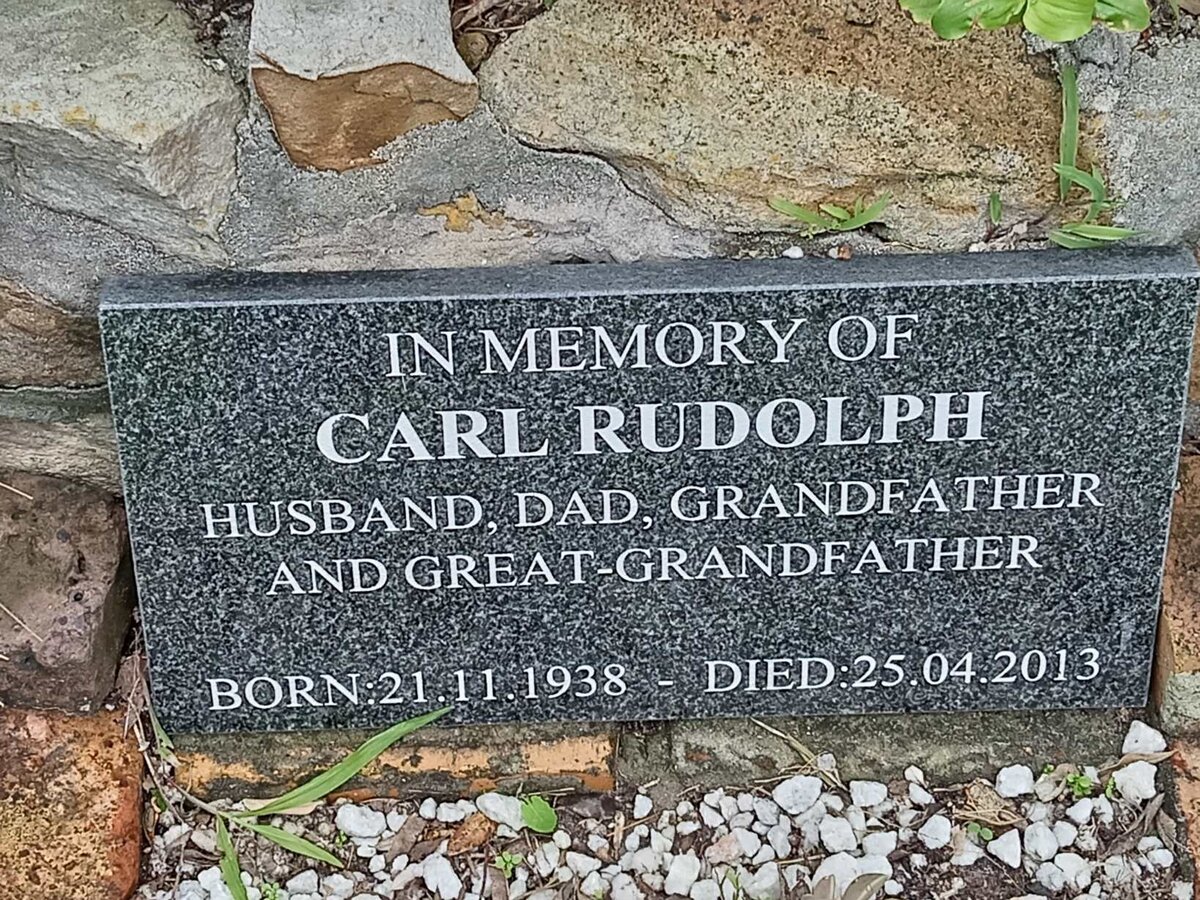 IN MEMORY OF
CARL RUDOLPH
HUSBAND, DAD, GRANDFATHER
AND GREAT-GRANDFATHER
BORN:21.11.1938 - DIED:25.04.2013